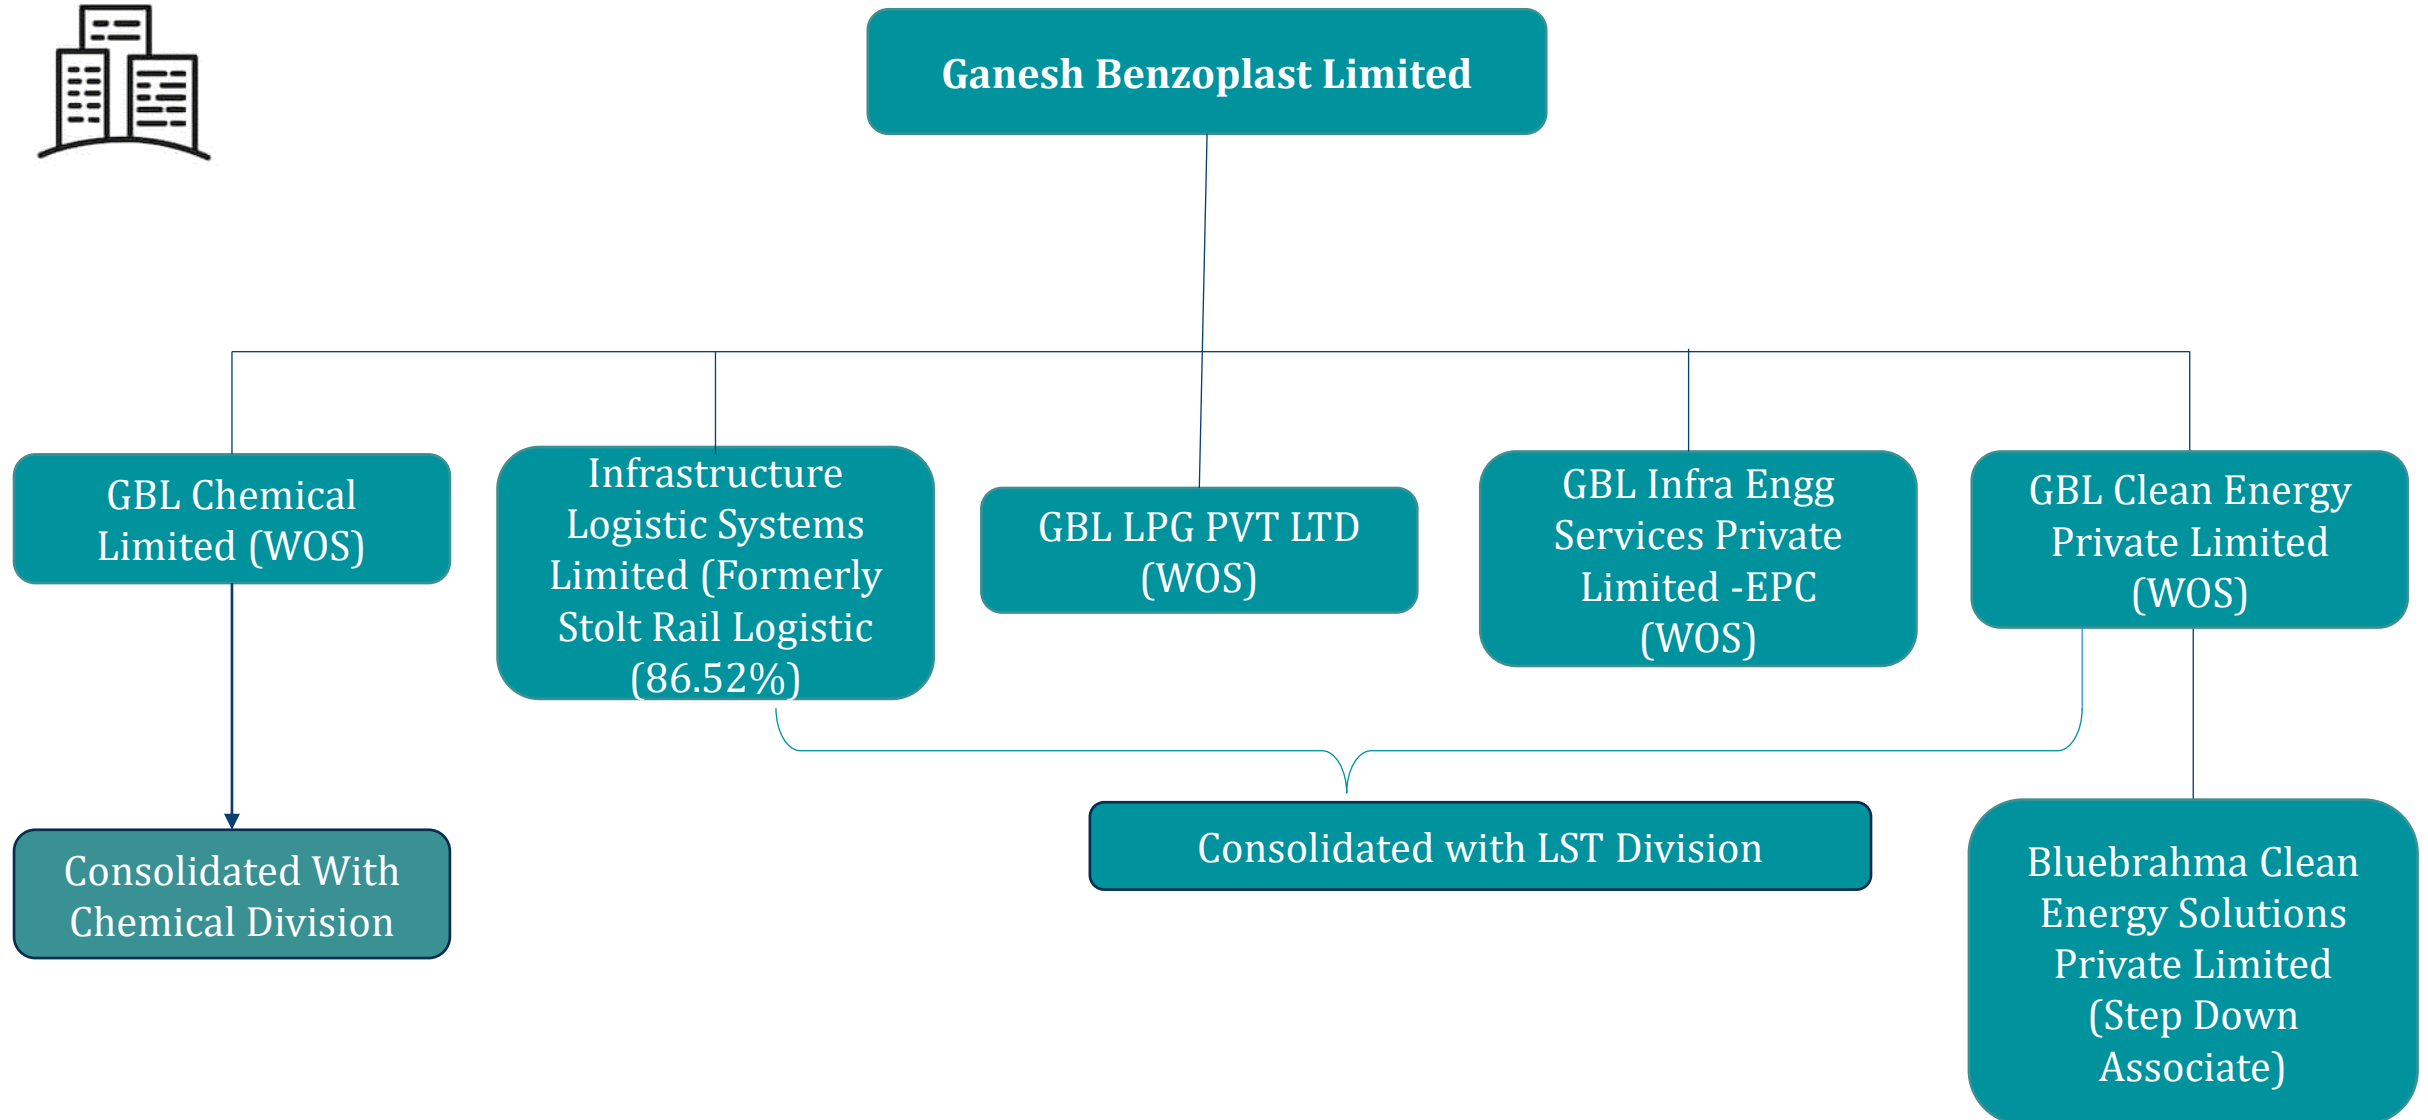 Ganesh Benzoplast Limited
GBL Chemical
Limited (WOS)
Infrastructure
Logistic Systems
Limited (Formerly
Stolt Rail Logistic
(86.52%)
GBL LPG PVT LTD
(WOS)
GBL Infra Engg
Services Private
Limited -EPC
(WOS)
GBL Clean Energy
Private Limited
(WOS)
Consolidated With
Chemical Division
Consolidated with LST Division
Bluebrahma Clean
Energy Solutions
Private Limited
(Step Down
Associate)